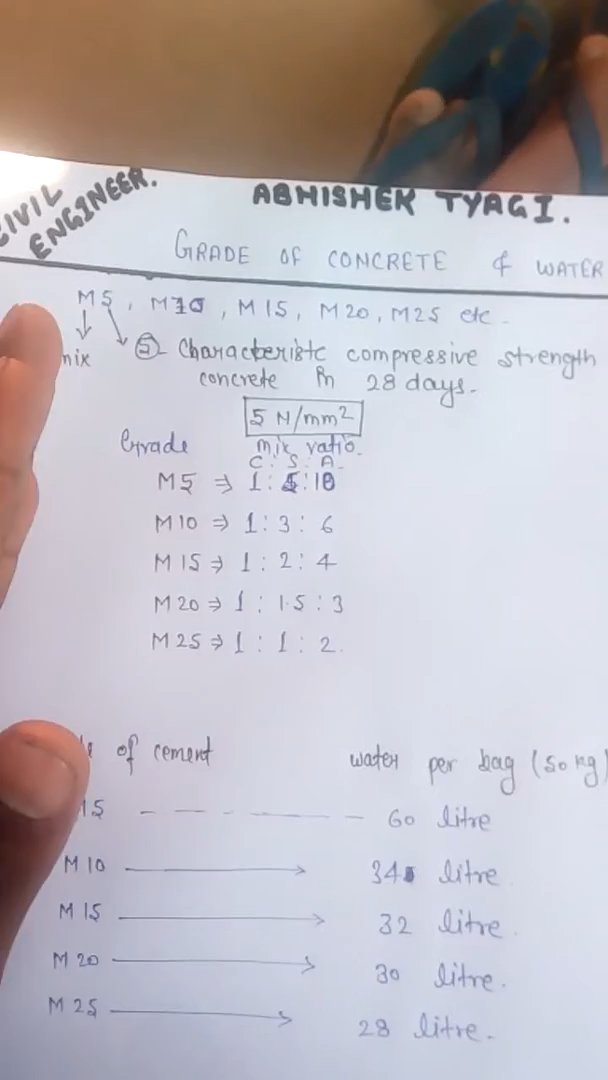 CIVIL ENGINEER.
ABHISHEK TYAGI.
GRADE OF CONCRETE & WATER
M5, M10, M15, M20, M25 etc.
mix
5 Characteristc compressive strength
concrete in 28 days.
5 N/mm2
Grade mix ratio.
C : S : A.
M5 ⇒ 1 : 5 : 10
M10 ⇒ 1 : 3 : 6
M15 ⇒ 1 : 2 : 4
M20 ⇒ 1 : 1.5 : 3
M25 ⇒ 1 : 1 : 2.
of cement water per bag (50 kg)
M5 - - - - 60 litre
M10 → 34 litre
M15 → 32 litre.
M20 → 30 litre.
M25 → 28 litre.